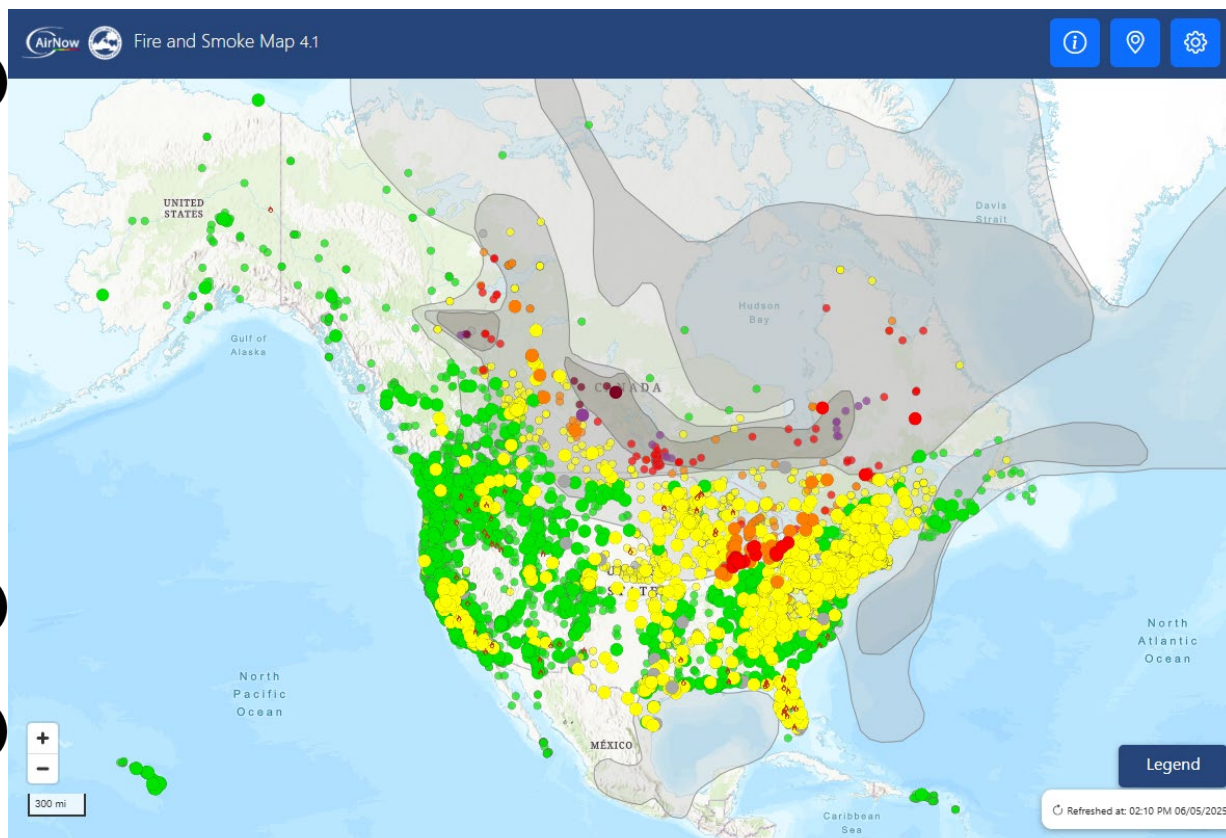 AirNow
Fire and Smoke Map 4.1
UNITED
STATES
Davis
Strait
Hudson
Bay
Gulf of
Alaska
CANADA
North
Atlantic
Ocean
North
Pacific
Ocean
MÉXICO
Legend
300 mi
Refreshed at: 02:10 PM 06/05/2025
Caribbean
Sea